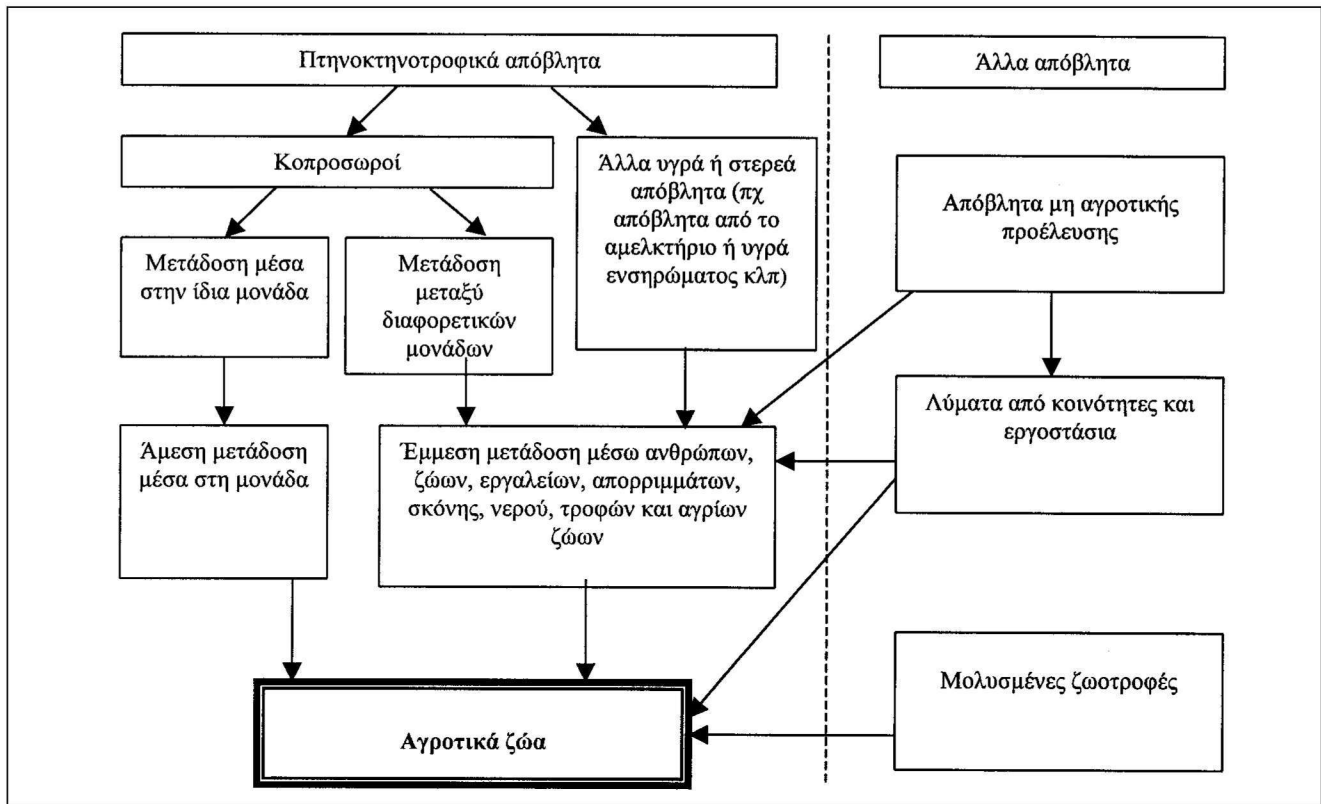 Πτηνοκτηνοτροφικά απόβλητα
Άλλα απόβλητα
Κοπροσωροί
Άλλα υγρά ή στερεά
απόβλητα (πχ
απόβλητα από το
αμελκτήριο ή υγρά
ενσηρώματος κλπ)
Απόβλητα μη αγροτικής
προέλευσης
Μετάδοση μέσα
στην ίδια μονάδα
Μετάδοση
μεταξύ
διαφορετικών
μονάδων
Λύματα από κοινότητες και
εργοστάσια
Άμεση μετάδοση
μέσα στη μονάδα
Έμμεση μετάδοση μέσω ανθρώπων,
ζώων, εργαλείων, απορριμμάτων,
σκόνης, νερού, τροφών και αγρίων
ζώων
Μολυσμένες ζωοτροφές
Αγροτικά ζώα